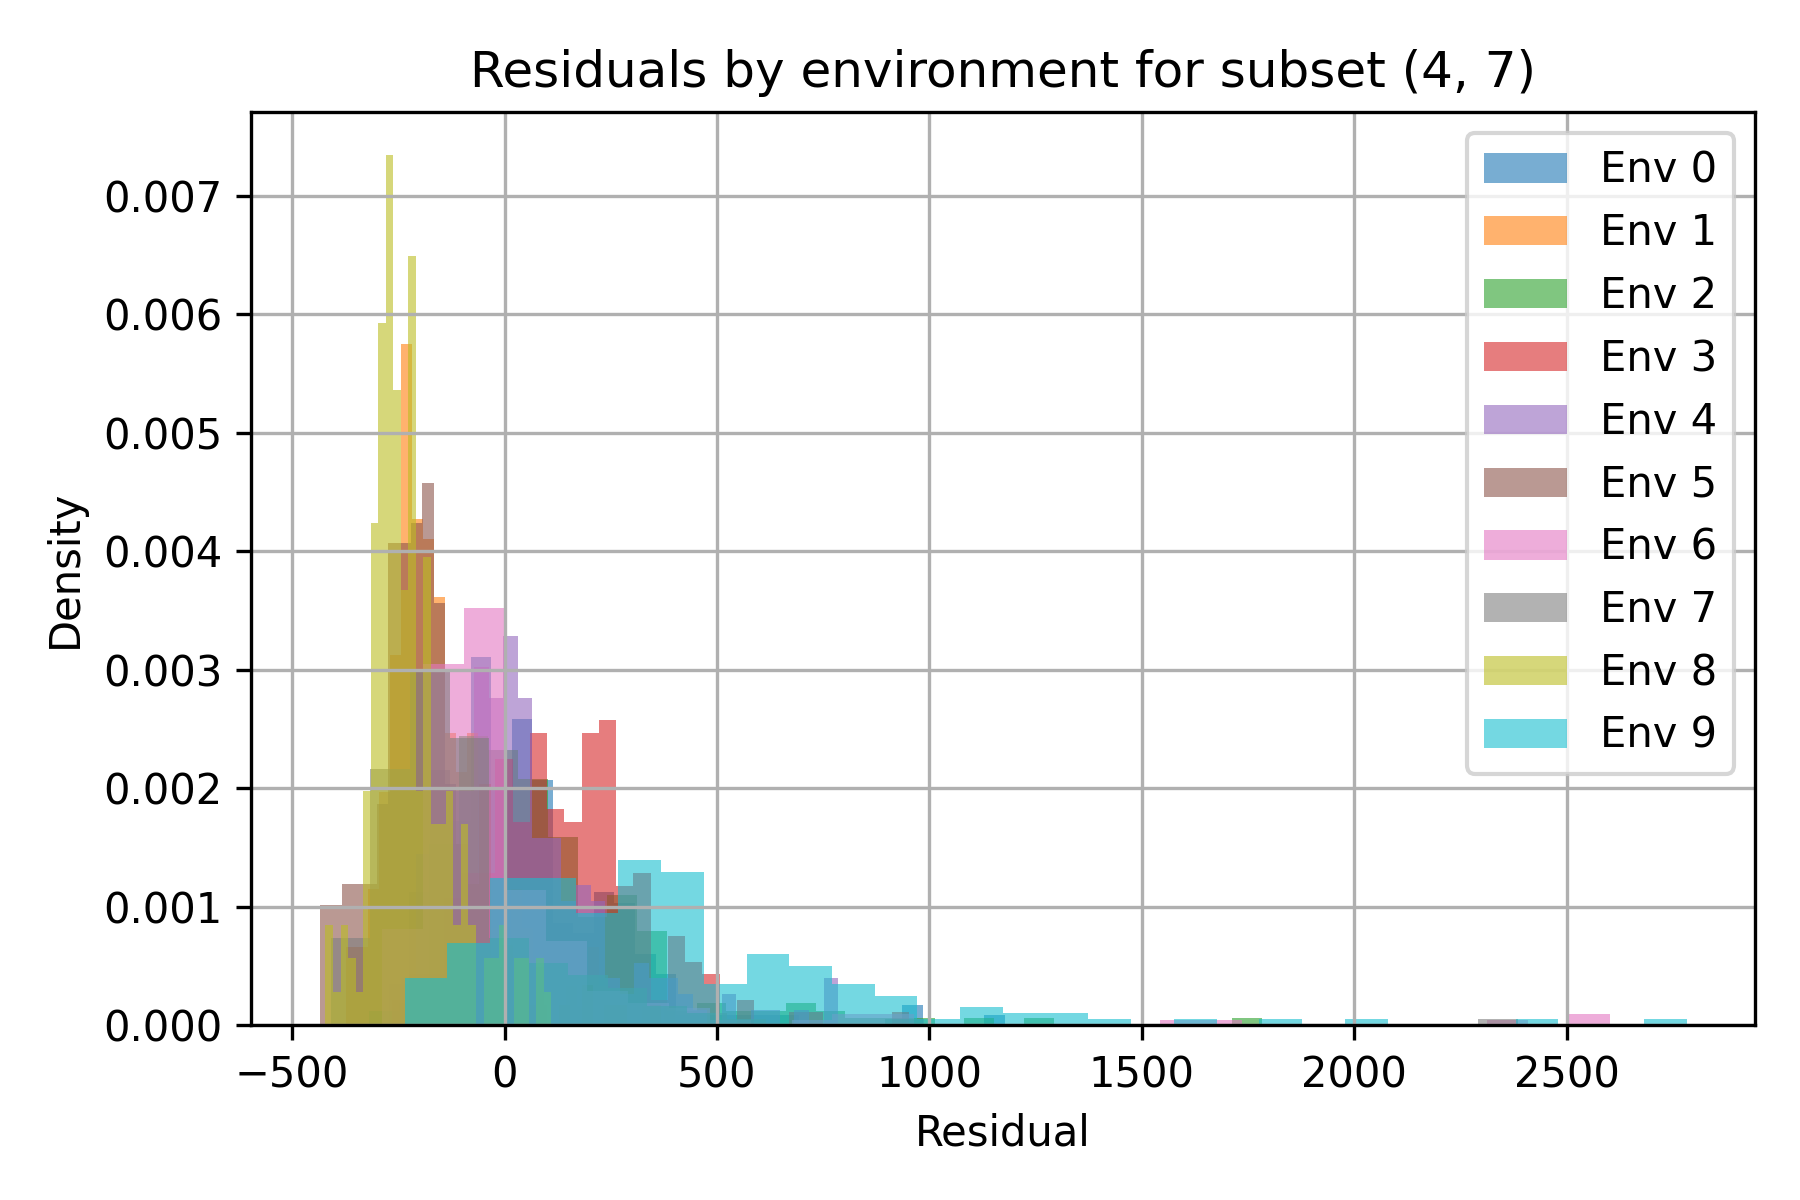 Residuals by environment for subset (4, 7)
Density
0.007
0.006
0.005
0.004
0.003
0.002
0.001
0.000
Env 0
Env 1
Env 2
Env 3
Env 4
Env 5
Env 6
Env 7
Env 8
Env 9
−500 0 500 1000 1500 2000 2500
Residual